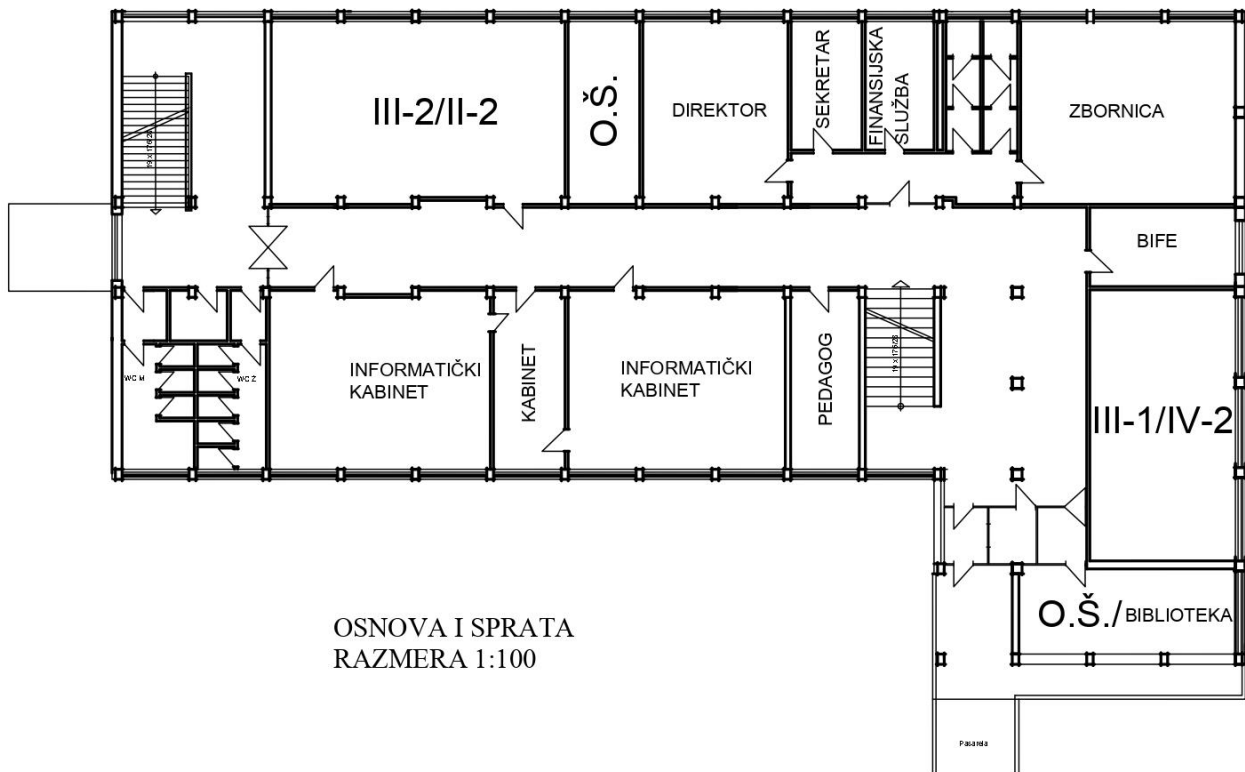 III-2/II-2
O.Š.
DIREKTOR
SEKRETAR
FINANSIJSKA
SLUŽBA
ZBORNICA
BIFE
WC M
WC Ž
INFORMATIČKI
KABINET
KABINET
INFORMATIČKI
KABINET
PEDAGOG
III-1/IV-2
O.Š./BIBLIOTEKA
OSNOVA I SPRATA
RAZMERA 1:100
Pasarela